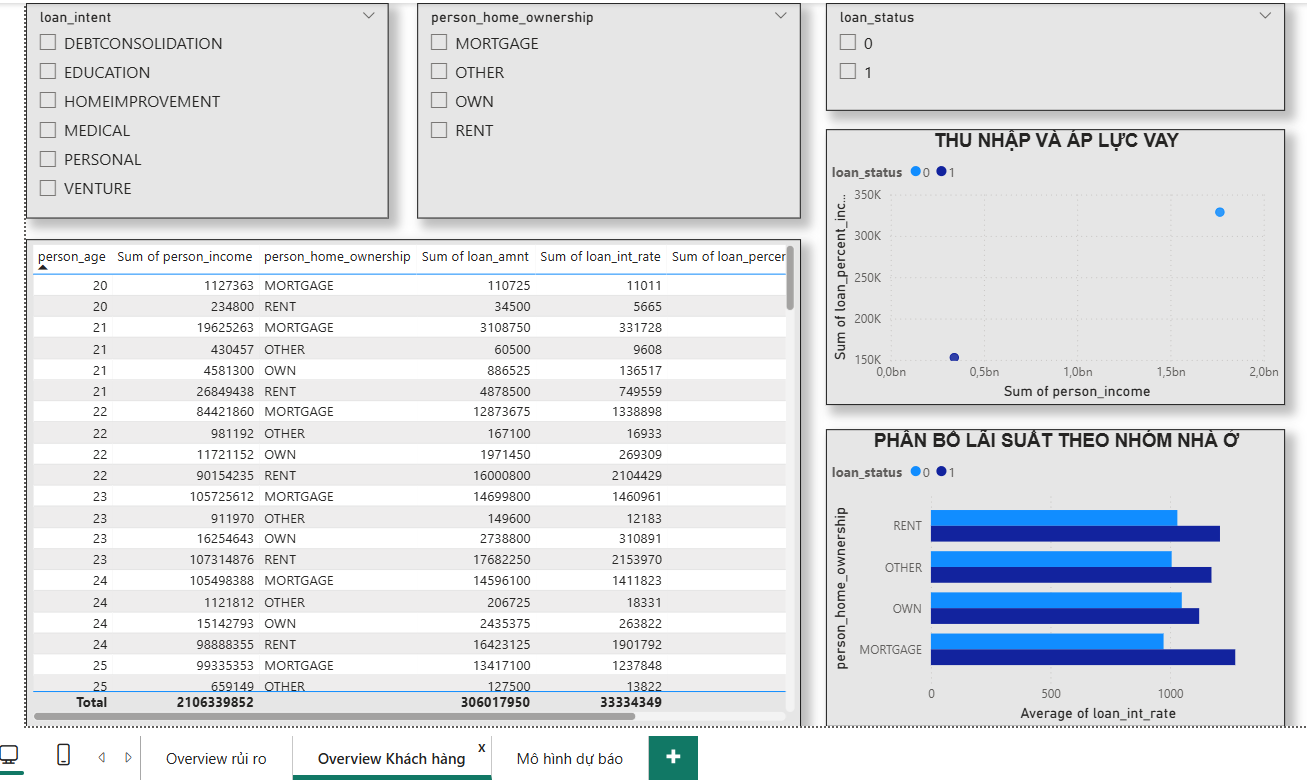 loan_intent
DEBTCONSOLIDATION
EDUCATION
HOMEIMPROVEMENT
MEDICAL
PERSONAL
VENTURE
person_home_ownership
MORTGAGE
OTHER
OWN
RENT
loan_status
0
1
person_age Sum of person_income person_home_ownership Sum of loan_amnt Sum of loan_int_rate Sum of loan_percer
20 1127363 MORTGAGE 110725 11011
20 234800 RENT 34500 5665
21 19625263 MORTGAGE 3108750 331728
21 430457 OTHER 60500 9608
21 4581300 OWN 886525 136517
21 26849438 RENT 4878500 749559
22 84421860 MORTGAGE 12873675 1338898
22 981192 OTHER 167100 16933
22 11721152 OWN 1971450 269309
22 90154235 RENT 16000800 2104429
23 105725612 MORTGAGE 14699800 1460961
23 911970 OTHER 149600 12183
23 16254643 OWN 2738800 310891
23 107314876 RENT 17682250 2153970
24 105498388 MORTGAGE 14596100 1411823
24 1121812 OTHER 206725 18331
24 15142793 OWN 2435375 263822
24 98888355 RENT 16423125 1901792
25 99335353 MORTGAGE 13417100 1237848
25 659149 OTHER 127500 13822
Total 2106339852 306017950 33334349
THU NHẬP VÀ ÁP LỰC VAY
loan_status 0 1
Sum of loan_percent_inc...
350K
300K
250K
200K
150K
0,0bn 0,5bn 1,0bn 1,5bn 2,0bn
Sum of person_income
PHÂN BỐ LÃI SUẤT THEO NHÓM NHÀ Ở
loan_status 0 1
person_home_ownership
RENT
OTHER
OWN
MORTGAGE
0 500 1000
Average of loan_int_rate
Overview rủi ro
Overview Khách hàng x
Mô hình dự báo
+